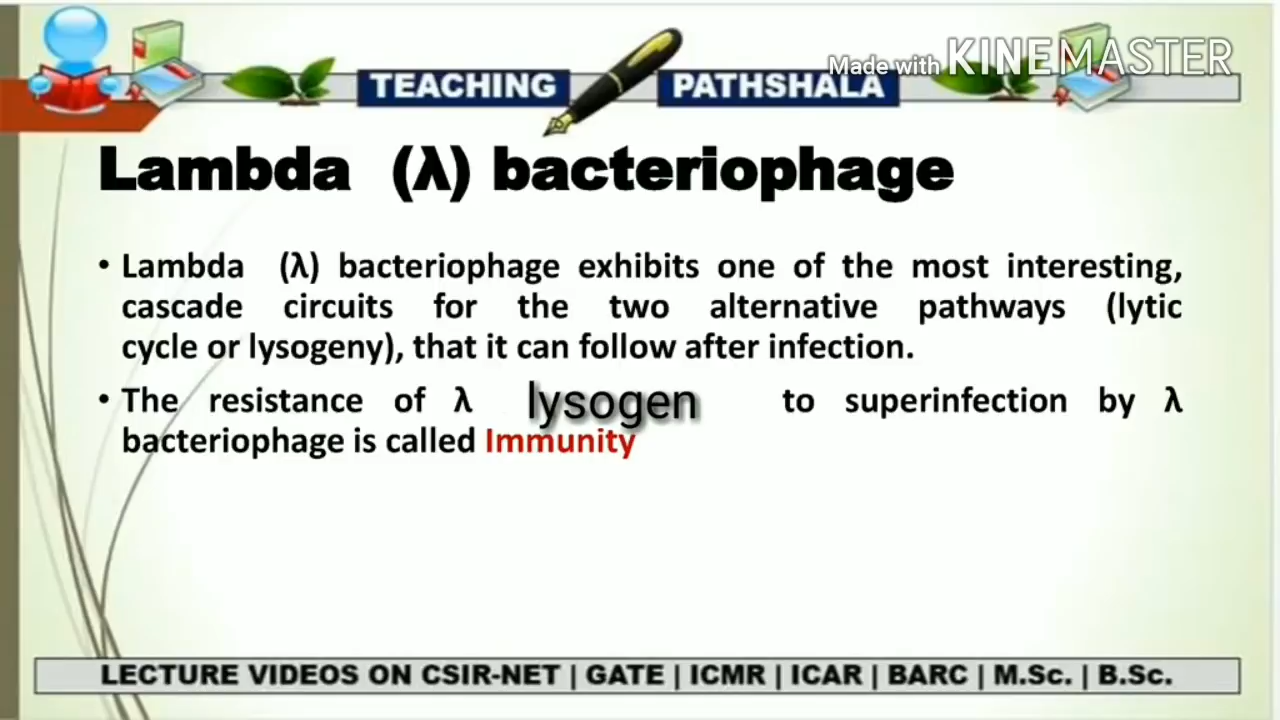 TEACHING PATHSHALA
Made with KINEMASTER
Lambda (λ) bacteriophage
• Lambda (λ) bacteriophage exhibits one of the most interesting,
cascade circuits for the two alternative pathways (lytic
cycle or lysogeny), that it can follow after infection.
• The resistance of λ lysogen to superinfection by λ
bacteriophage is called Immunity
LECTURE VIDEOS ON CSIR-NET | GATE | ICMR | ICAR | BARC | M.Sc. | B.Sc.